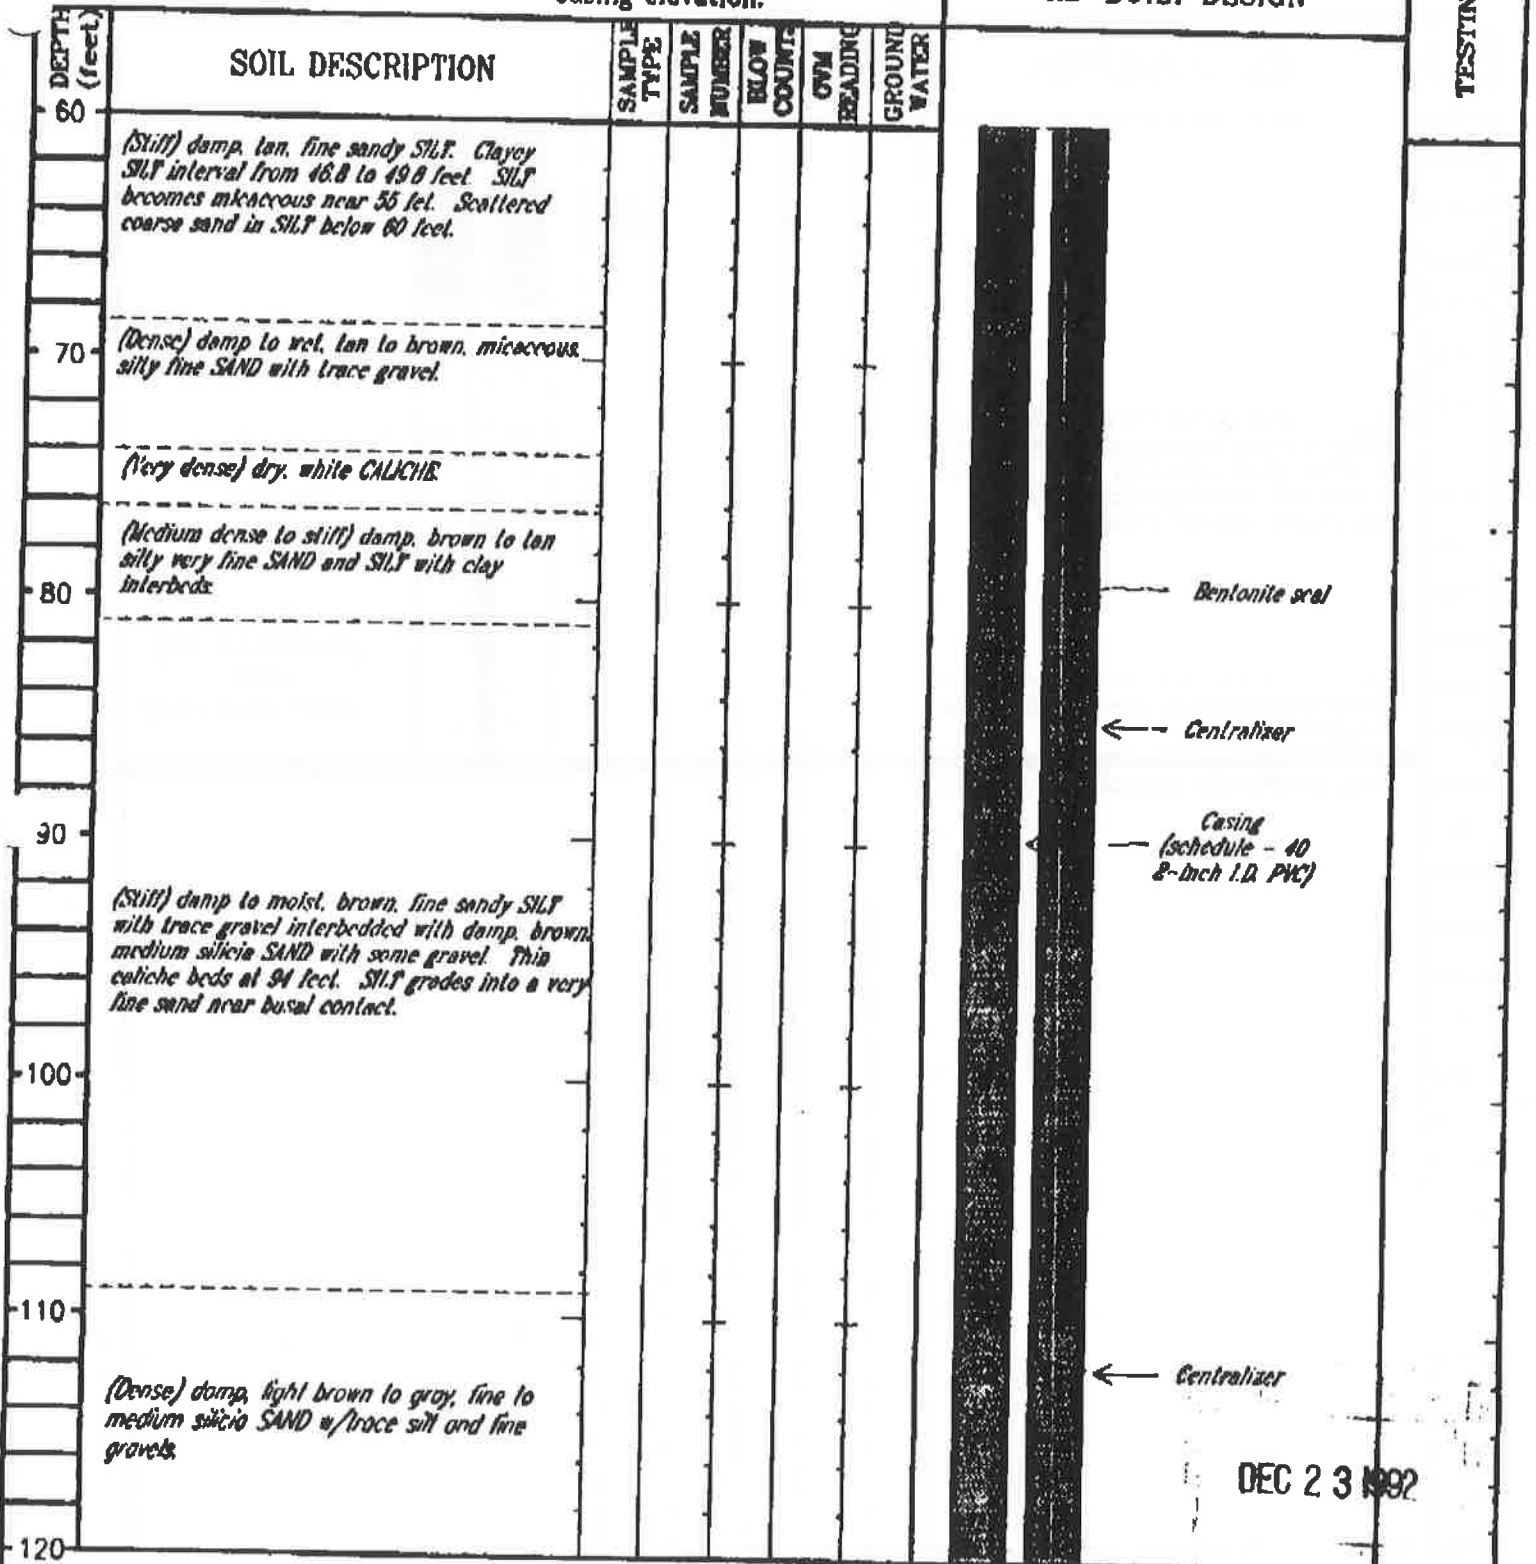 casing elevation.
DESIGN
TESTIN
DEPTH
(feet)
SOIL DESCRIPTION
SAMPLE
TYPE
SAMPLE
NUMBER
BLOW
COUNTS
OVM
READING
GROUND
WATER
60
(Stiff) damp, tan, fine sandy SILT. Clayey
SILT interval from 46.8 to 49.8 feet. SILT
becomes micaceous near 55 fet. Scattered
coarse sand in SILT below 60 feet.
70
(Dense) damp to wet, tan to brown, micaceous
silty fine SAND with trace gravel.
(Very dense) dry, white CALICHE.
(Medium dense to stiff) damp, brown to tan
silty very fine SAND and SILT with clay
interbeds.
80
Bentonite seal
Centralizer
90
Casing
(schedule - 40
2-inch I.D. PVC)
(Stiff) damp to moist, brown, fine sandy SILT
with trace gravel interbedded with damp, brown,
medium silicic SAND with some gravel. Thin
caliche beds at 94 feet. SILT grades into a very
fine sand near basal contact.
100
110
Centralizer
(Dense) damp, light brown to gray, fine to
medium silicic SAND w/trace silt and fine
gravels.
DEC 23 1992
120